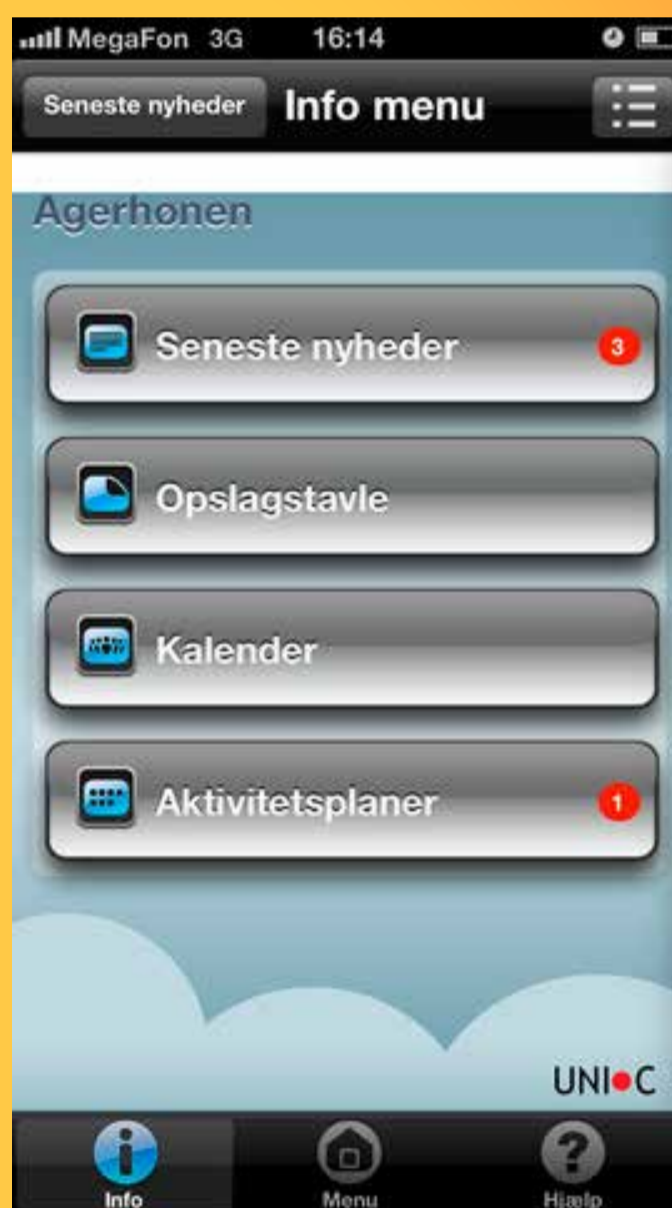 MegaFon 3G 16:14
Seneste nyheder Info menu
Agerhønen
Seneste nyheder 3
Opslagstavle
Kalender
Aktivitetsplaner 1
UNI•C
Info Menu Hjælp